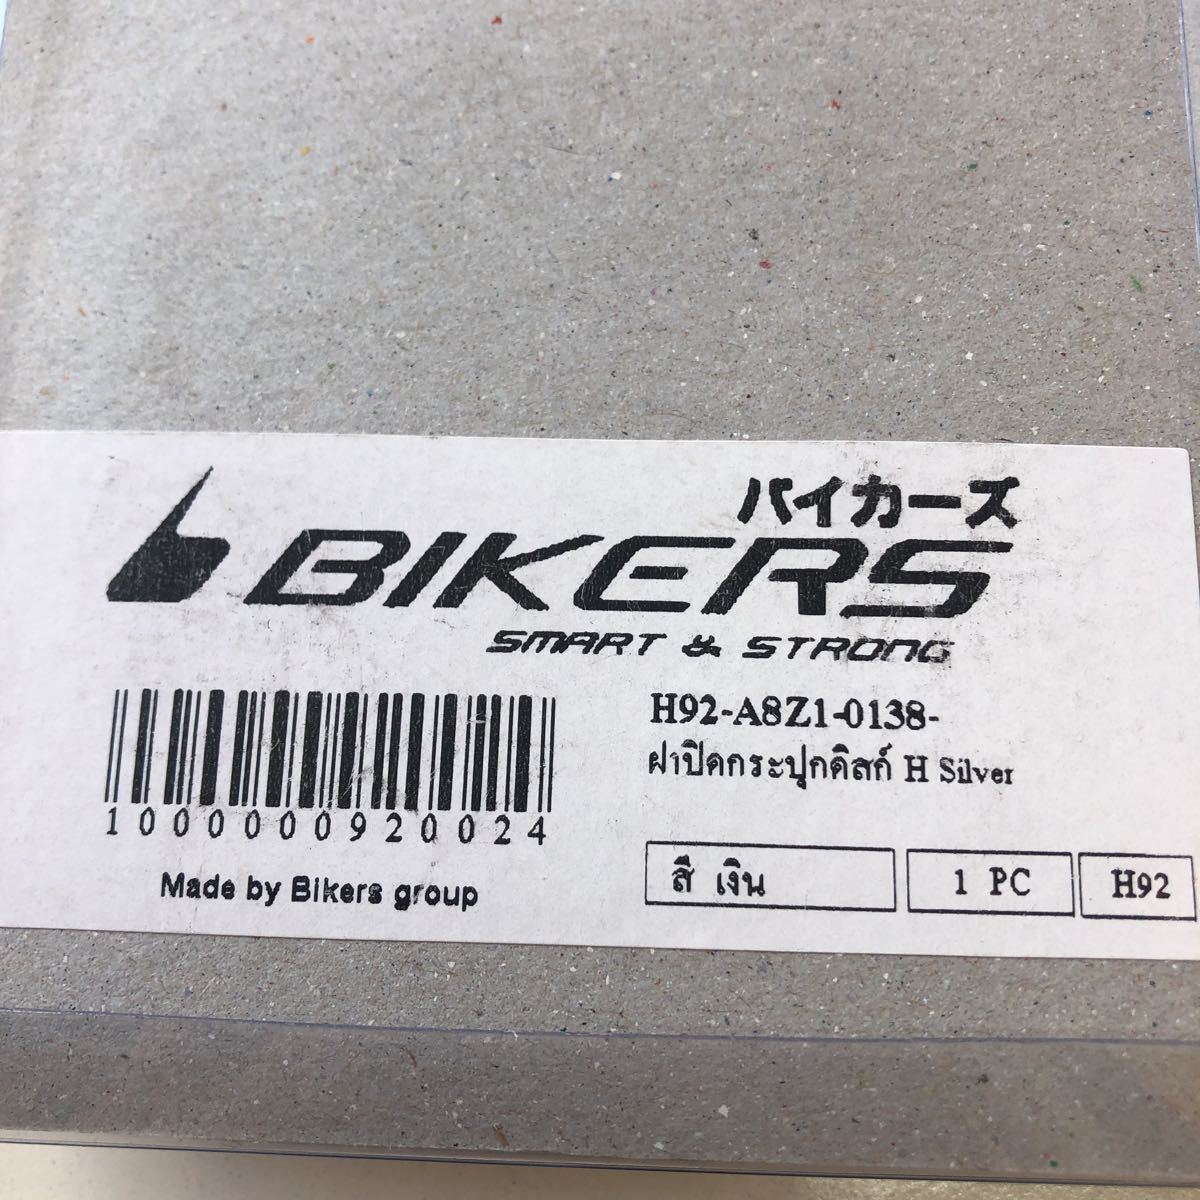 バイカーズ
BIKERS
SMART & STRONG
H92-A8Z1-0138-
ฝาปิดกระปุกดิสก์ H Silver
1000000920024
Made by Bikers group
สี เงิน
1 PC
H92